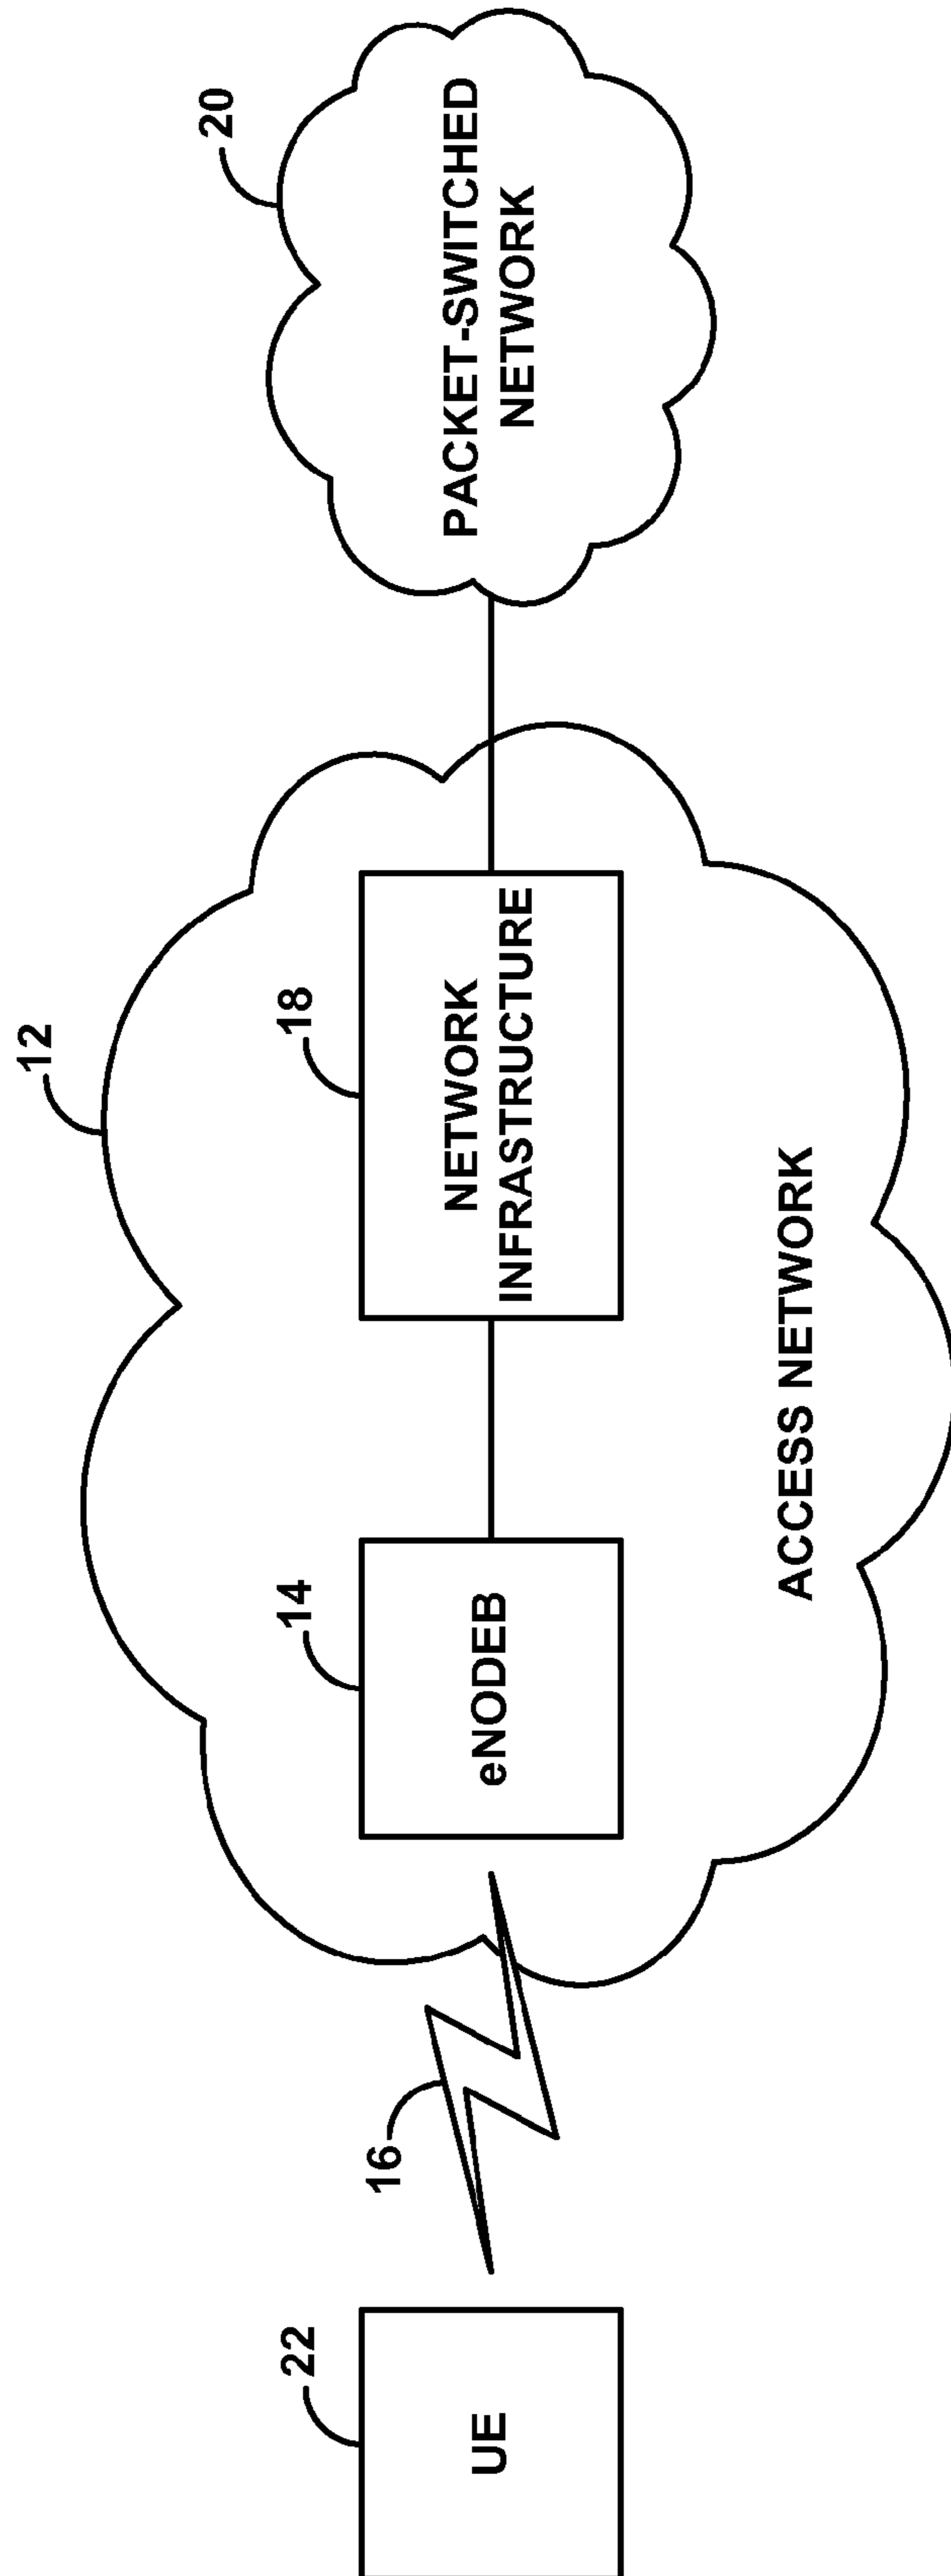 12
20
18
14
16
22
UE
eNODEB
NETWORK
INFRASTRUCTURE
PACKET-SWITCHED
NETWORK
ACCESS NETWORK